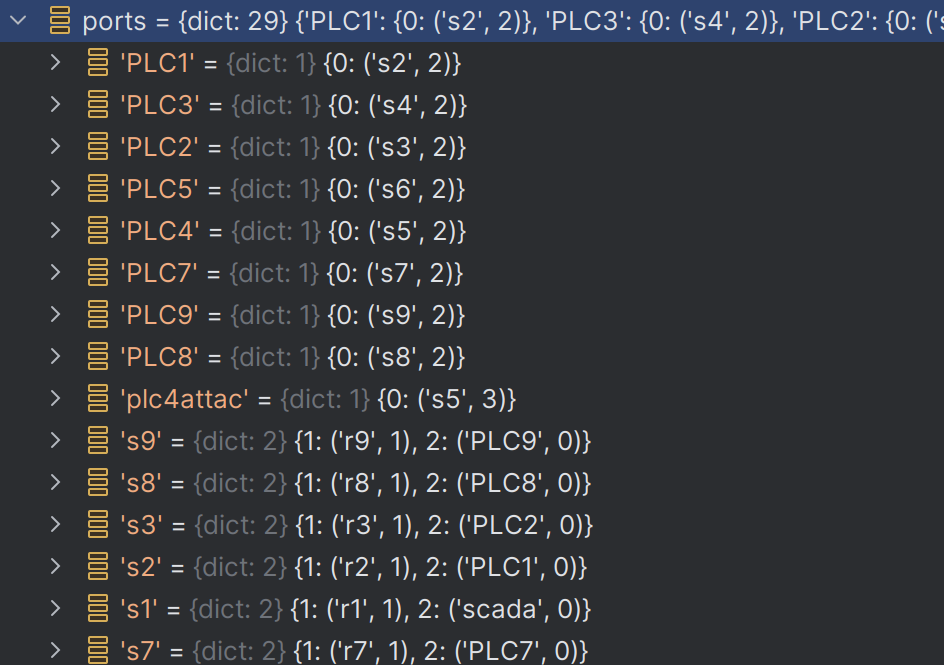 ports = {dict: 29} {'PLC1': {0: ('s2', 2)}, 'PLC3': {0: ('s4', 2)}, 'PLC2': {0: ('s
'PLC1' = {dict: 1} {0: ('s2', 2)}
'PLC3' = {dict: 1} {0: ('s4', 2)}
'PLC2' = {dict: 1} {0: ('s3', 2)}
'PLC5' = {dict: 1} {0: ('s6', 2)}
'PLC4' = {dict: 1} {0: ('s5', 2)}
'PLC7' = {dict: 1} {0: ('s7', 2)}
'PLC9' = {dict: 1} {0: ('s9', 2)}
'PLC8' = {dict: 1} {0: ('s8', 2)}
'plc4attac' = {dict: 1} {0: ('s5', 3)}
's9' = {dict: 2} {1: ('r9', 1), 2: ('PLC9', 0)}
's8' = {dict: 2} {1: ('r8', 1), 2: ('PLC8', 0)}
's3' = {dict: 2} {1: ('r3', 1), 2: ('PLC2', 0)}
's2' = {dict: 2} {1: ('r2', 1), 2: ('PLC1', 0)}
's1' = {dict: 2} {1: ('r1', 1), 2: ('scada', 0)}
's7' = {dict: 2} {1: ('r7', 1), 2: ('PLC7', 0)}